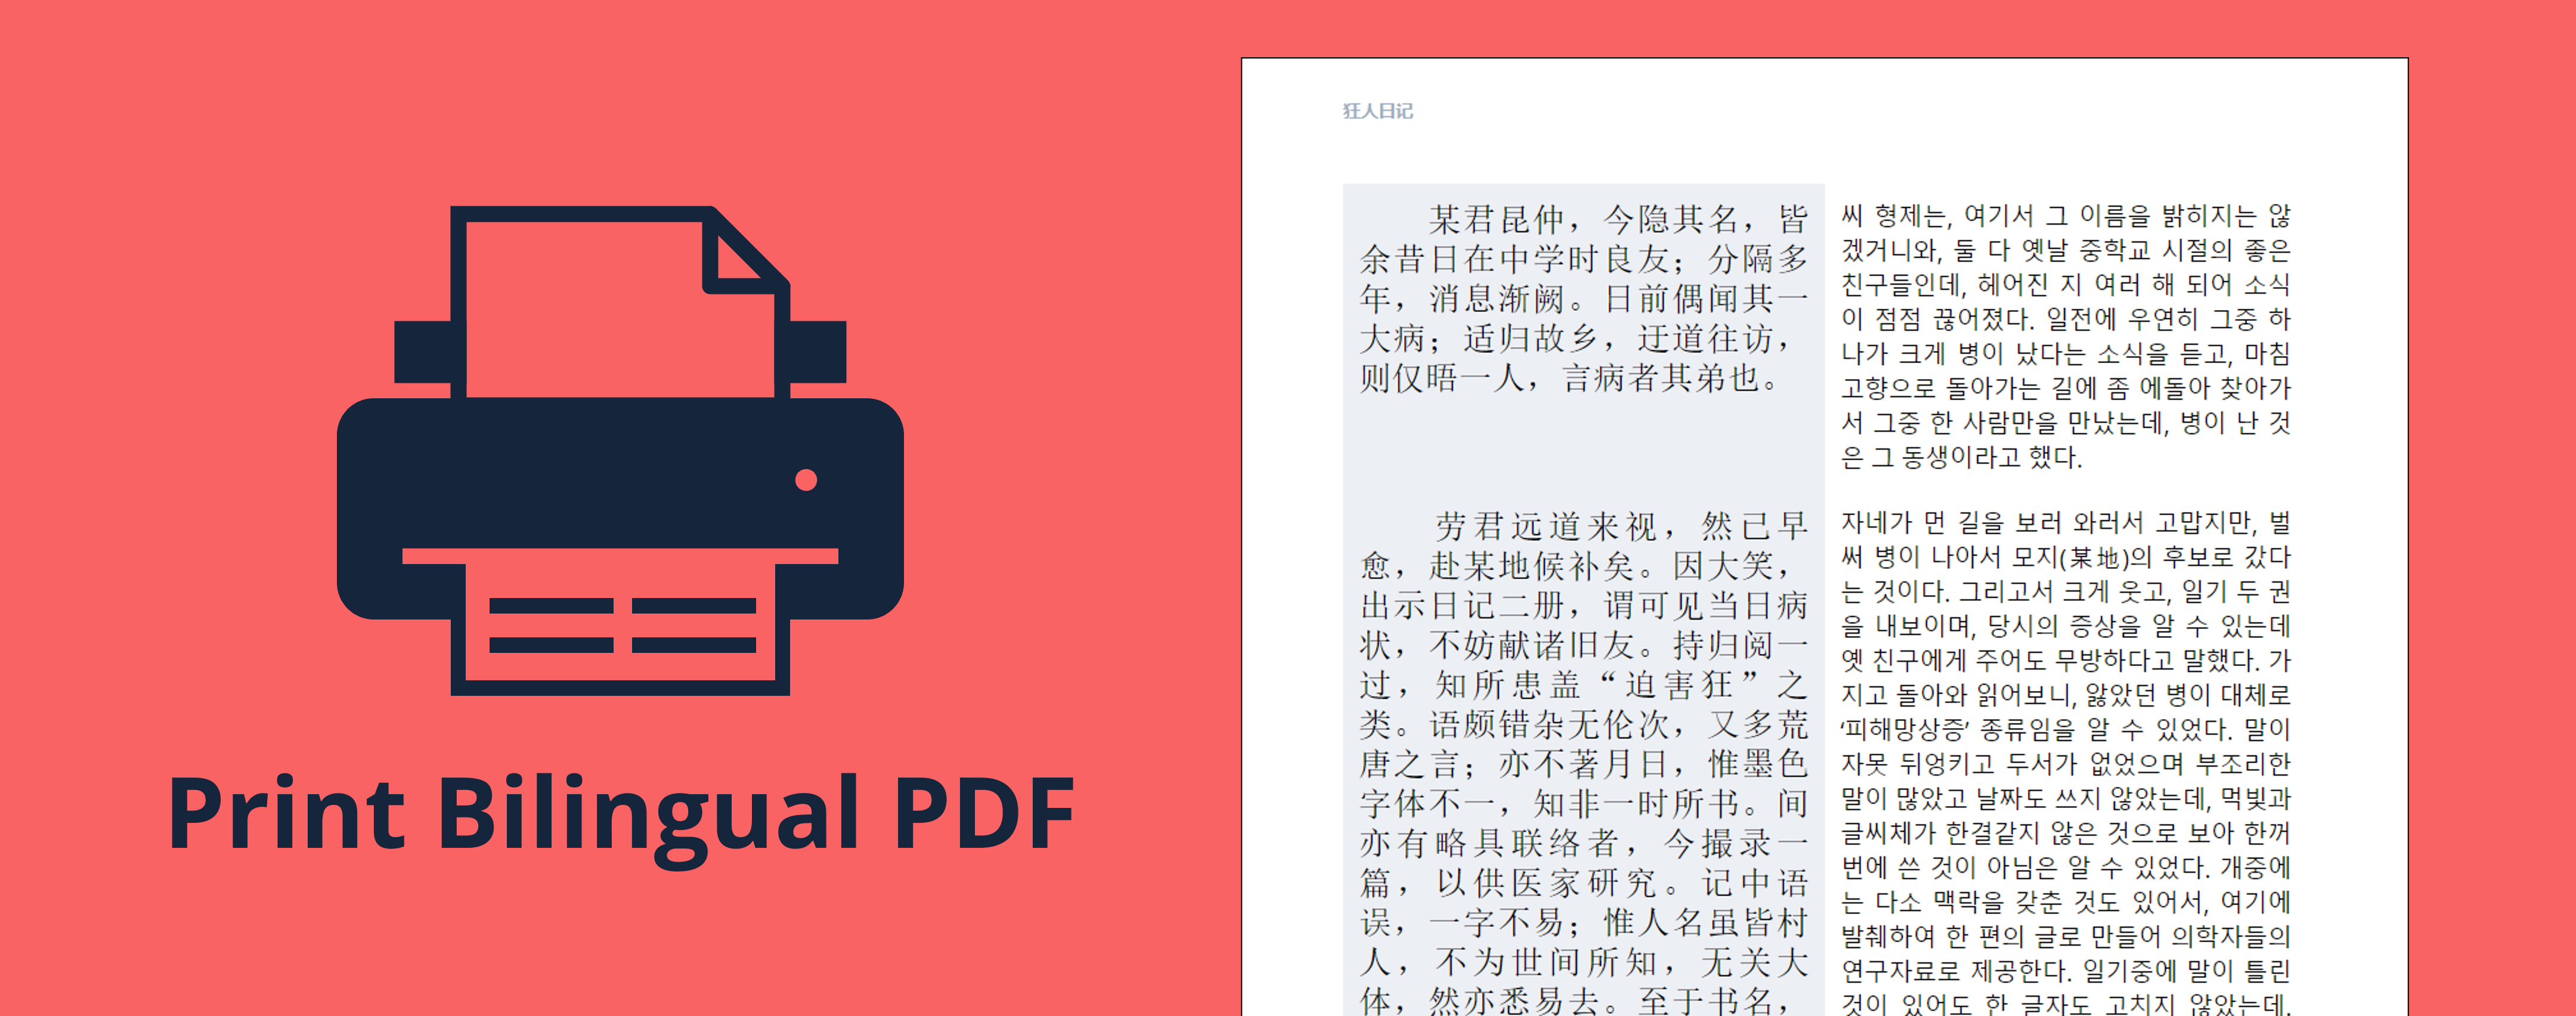 Print Bilingual PDF
狂人日记
某君昆仲，今隐其名，皆
余昔日在中学时良友；分隔多
年，消息渐阙。日前偶闻其一
大病；适归故乡，迂道往访，
则仅晤一人，言病者其弟也。
劳君远道来视，然已早
愈，赴某地候补矣。因大笑，
出示日记二册，谓可见当日病
状，不妨献诸旧友。持归阅一
过，知所患盖“迫害狂”之
类。语颇错杂无伦次，又多荒
唐之言；亦不著月日，惟墨色
字体不一，知非一时所书。间
亦有略具联络者，今撮录一
篇，以供医家研究。记中语
误，一字不易；惟人名虽皆村
人，不为世间所知，无关大
体，然亦悉易去。至于书名，
씨 형제는, 여기서 그 이름을 밝히지는 않
겠거니와, 둘 다 옛날 중학교 시절의 좋은
친구들인데, 헤어진 지 여러 해 되어 소식
이 점점 끊어졌다. 일전에 우연히 그중 하
나가 크게 병이 났다는 소식을 듣고, 마침
고향으로 돌아가는 길에 좀 에돌아 찾아가
서 그중 한 사람만을 만났는데, 병이 난 것
은 그 동생이라고 했다.
자네가 먼 길을 보러 와러서 고맙지만, 벌
써 병이 나아서 모지(某地)의 후보로 갔다
는 것이다. 그리고서 크게 웃고, 일기 두 권
을 내보이며, 당시의 증상을 알 수 있는데
옛 친구에게 주어도 무방하다고 말했다. 가
지고 돌아와 읽어보니, 앓았던 병이 대체로
‘피해망상증’ 종류임을 알 수 있었다. 말이
자못 뒤엉키고 두서가 없었으며 부조리한
말이 많았고 날짜도 쓰지 않았는데, 먹빛과
글씨체가 한결같지 않은 것으로 보아 한꺼
번에 쓴 것이 아님은 알 수 있었다. 개중에
는 다소 맥락을 갖춘 것도 있어서, 여기에
발췌하여 한 편의 글로 만들어 의학자들의
연구자료로 제공한다. 일기중에 말이 틀린
것이 있어도 한 글자도 고치지 않았는데,